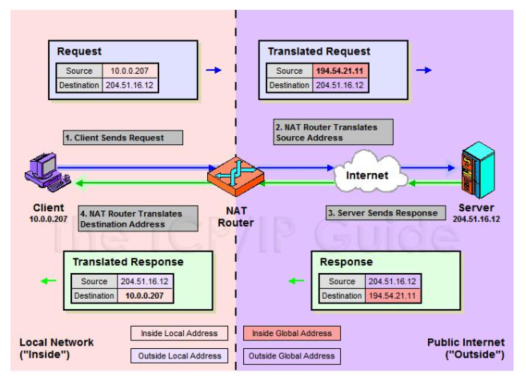 Request
Source 10.0.0.207
Destination 204.51.16.12
Translated Request
Source 194.54.21.11
Destination 204.51.16.12
1. Client Sends Request
2. NAT Router Translates
Source Address
Internet
Client
10.0.0.207
NAT
Router
Server
204.51.16.12
4. NAT Router Translates
Destination Address
3. Server Sends Response
The TCP/IP Guide
Translated Response
Source 204.51.16.12
Destination 10.0.0.207
Response
Source 204.51.16.12
Destination 194.54.21.11
Local Network
("Inside")
Inside Local Address
Outside Local Address
Inside Global Address
Outside Global Address
Public Internet
("Outside")